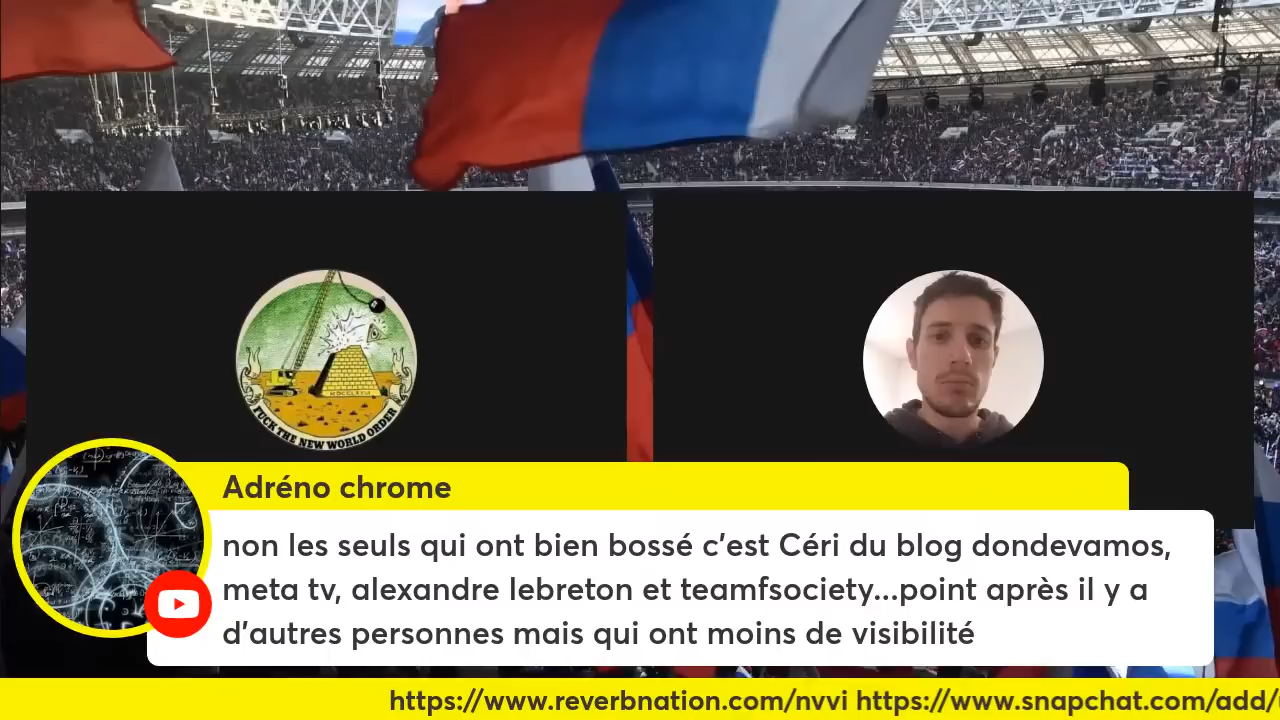 MDCCLXXVI
FUCK THE NEW WORLD ORDER
Adréno chrome
non les seuls qui ont bien bossé c'est Céri du blog dondevamos,
meta tv, alexandre lebreton et teamfsociety...point après il y a
d'autres personnes mais qui ont moins de visibilité
https://www.reverbnation.com/nvvi https://www.snapchat.com/add/